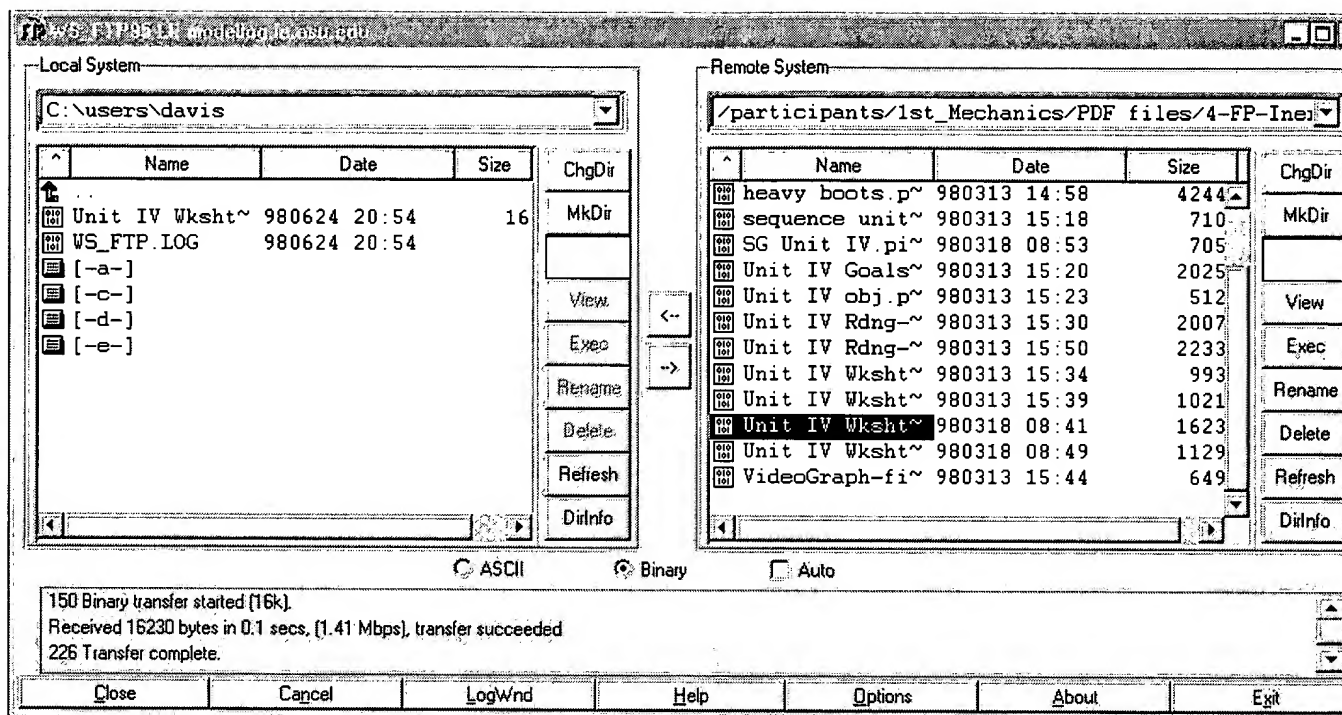 WS_FTP95 LE modeling.la.asu.edu
Local System
C:\users\davis
^ Name Date Size
..
Unit IV Wksht~ 980624 20:54 16
WS_FTP.LOG 980624 20:54
[-a-]
[-c-]
[-d-]
[-e-]
ChgDir
MkDir
View
Exec
Rename
Delete
Refresh
DirInfo
<--
-->
Remote System
/participants/1st_Mechanics/PDF files/4-FP-Iner
^ Name Date Size
heavy boots.p~ 980313 14:58 4244
sequence unit~ 980313 15:18 710
SG Unit IV.pi~ 980318 08:53 705
Unit IV Goals~ 980313 15:20 2025
Unit IV obj.p~ 980313 15:23 512
Unit IV Rdng-~ 980313 15:30 2007
Unit IV Rdng-~ 980313 15:50 2233
Unit IV Wksht~ 980313 15:34 993
Unit IV Wksht~ 980313 15:39 1021
Unit IV Wksht~ 980318 08:41 1623
Unit IV Wksht~ 980318 08:49 1129
VideoGraph-fi~ 980313 15:44 649
ChgDir
MkDir
View
Exec
Rename
Delete
Refresh
DirInfo
ASCII Binary Auto
150 Binary transfer started (16k).
Received 16230 bytes in 0.1 secs, (1.41 Mbps), transfer succeeded
226 Transfer complete.
Close Cancel LogWnd Help Options About Exit